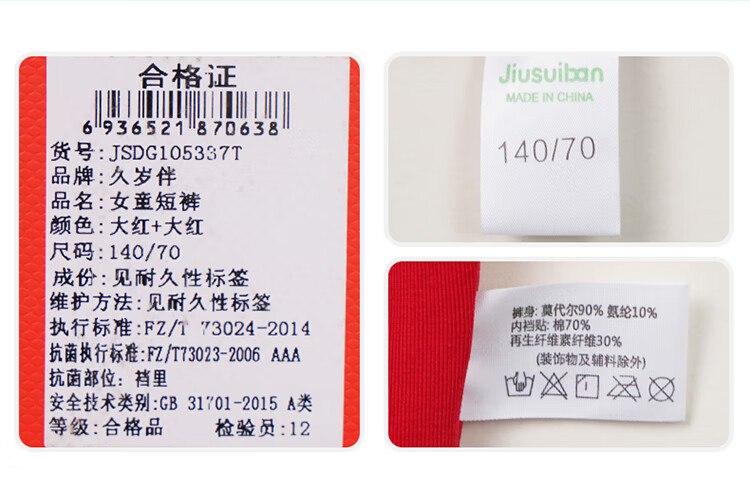 合格证
6 936521 870638
货号:JSDG105337T
品牌:久岁伴
品名:女童短裤
颜色:大红+大红
尺码:140/70
成份:见耐久性标签
维护方法:见耐久性标签
执行标准:FZ/T 73024-2014
抗菌执行标准:FZ/T73023-2006 AAA
抗菌部位:裆里
安全技术类别:GB 31701-2015 A类
等级:合格品 检验员:12
Jiusuiban
MADE IN CHINA
140/70
裤身: 莫代尔90% 氨纶10%
内裆贴: 棉70%
再生纤维素纤维30%
(装饰物及辅料除外)